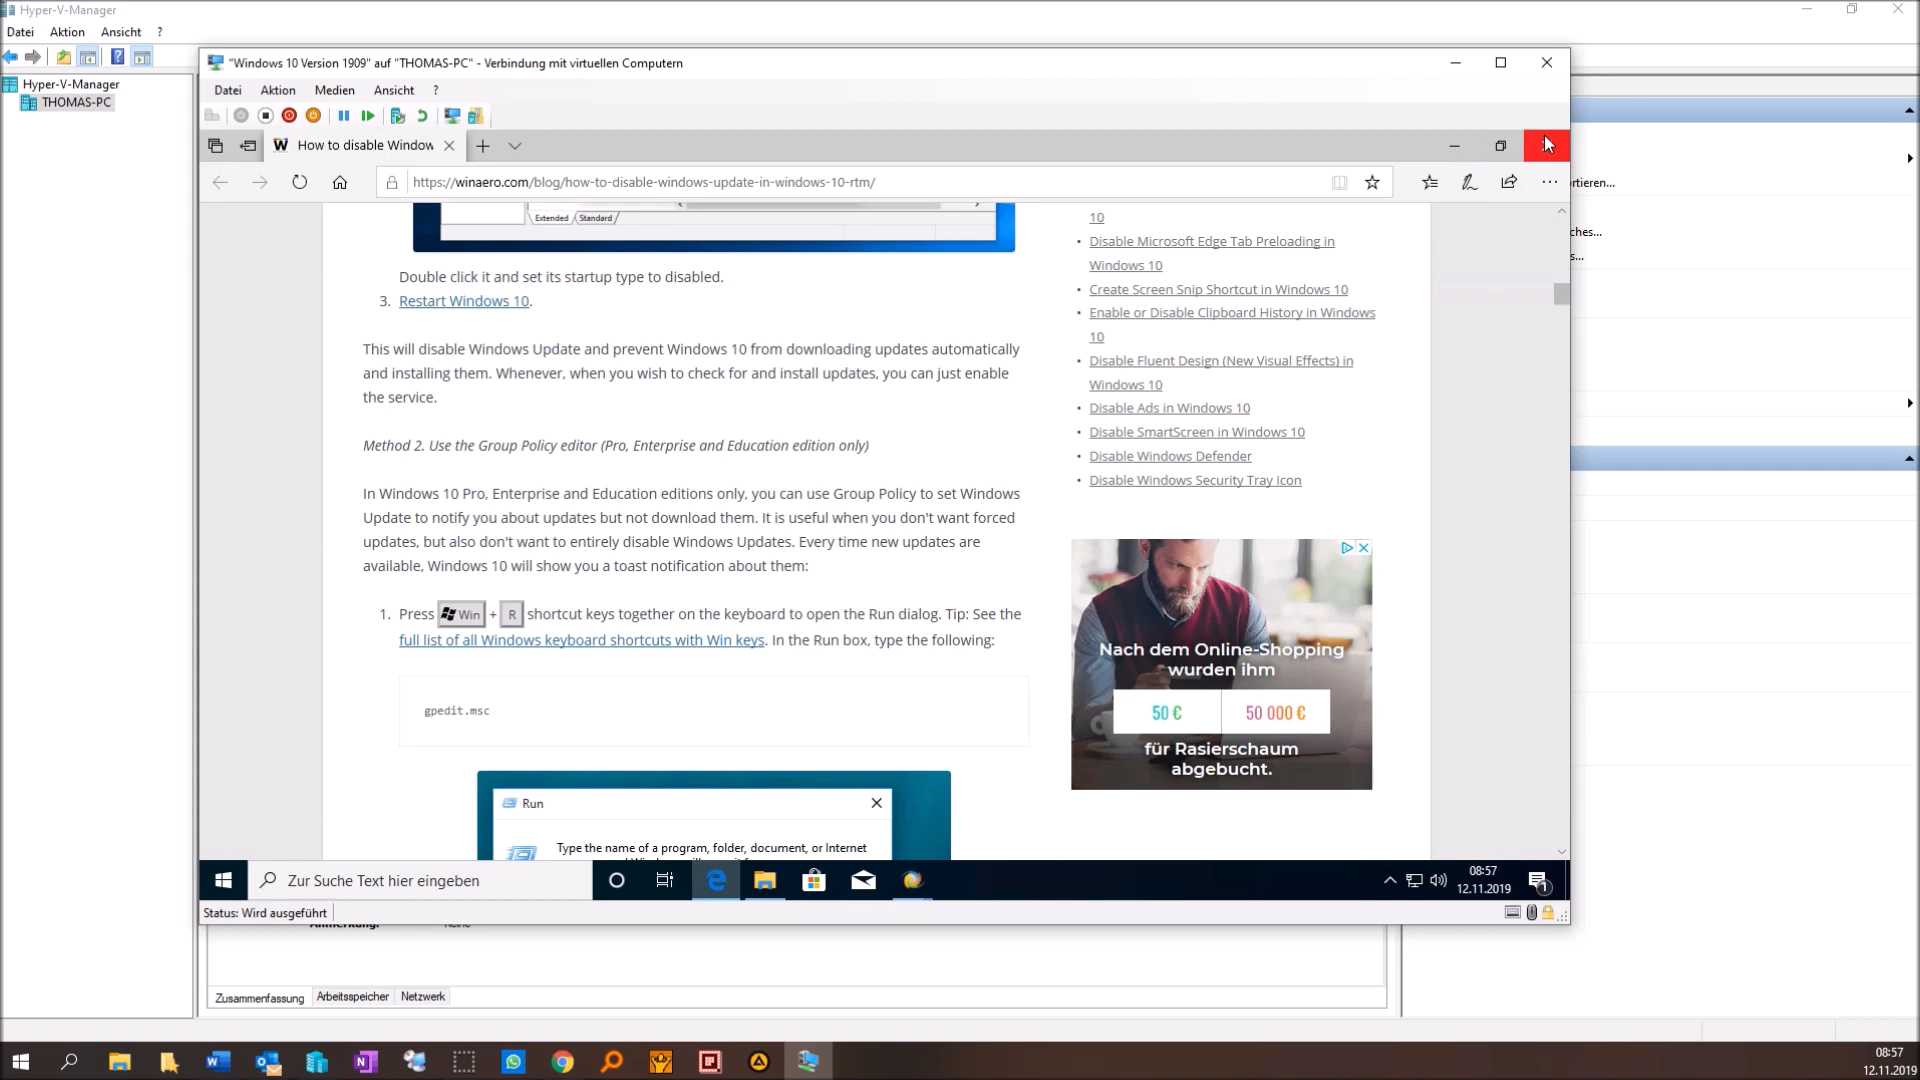 Hyper-V-Manager
Datei Aktion Ansicht ?
Hyper-V-Manager
THOMAS-PC
"Windows 10 Version 1909" auf "THOMAS-PC" - Verbindung mit virtuellen Computern
Datei Aktion Medien Ansicht ?
How to disable Window
https://winaero.com/blog/how-to-disable-windows-update-in-windows-10-rtm/
rtieren...
ches...
s...
Extended Standard
Double click it and set its startup type to disabled.
3. Restart Windows 10.
This will disable Windows Update and prevent Windows 10 from downloading updates automatically
and installing them. Whenever, when you wish to check for and install updates, you can just enable
the service.
Method 2. Use the Group Policy editor (Pro, Enterprise and Education edition only)
In Windows 10 Pro, Enterprise and Education editions only, you can use Group Policy to set Windows
Update to notify you about updates but not download them. It is useful when you don't want forced
updates, but also don't want to entirely disable Windows Updates. Every time new updates are
available, Windows 10 will show you a toast notification about them:
1. Press Win + R shortcut keys together on the keyboard to open the Run dialog. Tip: See the
full list of all Windows keyboard shortcuts with Win keys. In the Run box, type the following:
gpedit.msc
Run
Type the name of a program, folder, document, or Internet
10
• Disable Microsoft Edge Tab Preloading in
Windows 10
• Create Screen Snip Shortcut in Windows 10
• Enable or Disable Clipboard History in Windows
10
• Disable Fluent Design (New Visual Effects) in
Windows 10
• Disable Ads in Windows 10
• Disable SmartScreen in Windows 10
• Disable Windows Defender
• Disable Windows Security Tray Icon
Nach dem Online-Shopping
wurden ihm
50 € 50 000 €
für Rasierschaum
abgebucht.
Zur Suche Text hier eingeben
08:57
12.11.2019
1
Status: Wird ausgeführt
Anmerkung: Keine
Zusammenfassung Arbeitsspeicher Netzwerk
08:57
12.11.2019